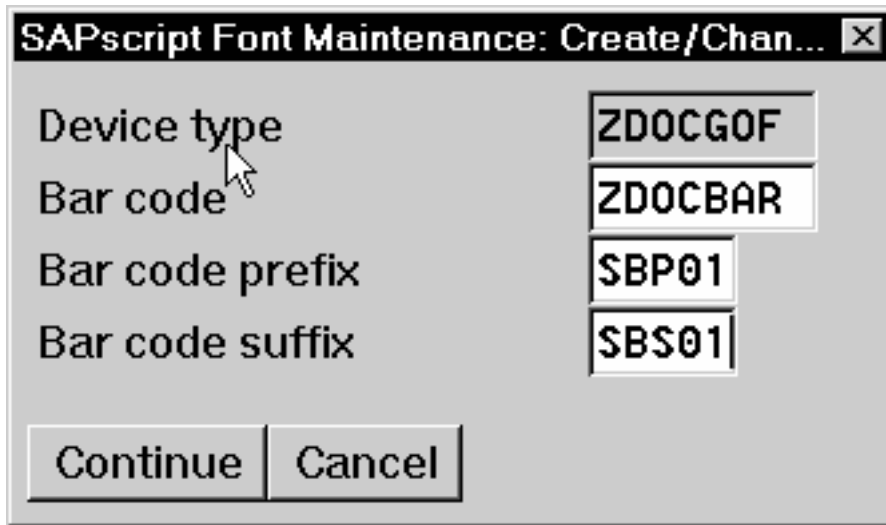 SAPscript Font Maintenance: Create/Chan...
Device type ZDOCGOF
Bar code ZDOCBAR
Bar code prefix SBP01
Bar code suffix SBS01
Continue Cancel